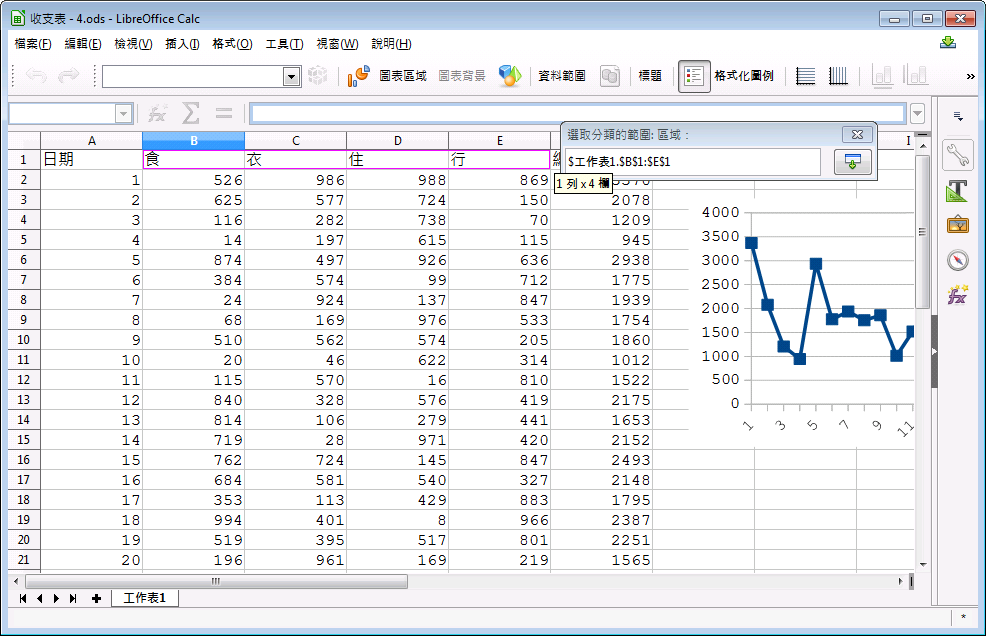 收支表 - 4.ods - LibreOffice Calc
檔案(F) 編輯(E) 檢視(V) 插入(I) 格式(O) 工具(T) 視窗(W) 說明(H)
圖表區域 圖表背景 資料範圍 標題 格式化圖例 »
選取分類的範圍: 區域：
$工作表1.$B$1:$E$1
1 列 x 4 欄
A B C D E I
1 日期 食 衣 住 行
2 1 526 986 988 869
3 2 625 577 724 150 2078
4 3 116 282 738 70 1209
5 4 14 197 615 115 945
6 5 874 497 926 636 2938
7 6 384 574 99 712 1775
8 7 24 924 137 847 1939
9 8 68 169 976 533 1754
10 9 510 562 574 205 1860
11 10 20 46 622 314 1012
12 11 115 570 16 810 1522
13 12 840 328 576 419 2175
14 13 814 106 279 441 1653
15 14 719 28 971 420 2152
16 15 762 724 145 847 2493
17 16 684 581 540 327 2148
18 17 353 113 429 883 1795
19 18 994 401 8 966 2387
20 19 519 395 517 801 2251
21 20 196 961 169 219 1565
4000
3500
3000
2500
2000
1500
1000
500
0
1 3 5 7 9 11
工作表1
*